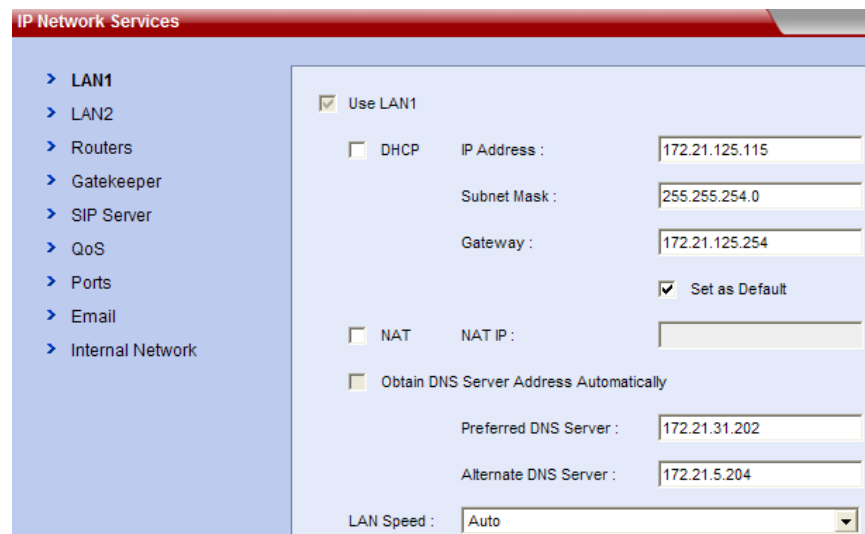 IP Network Services
LAN1
LAN2
Routers
Gatekeeper
SIP Server
QoS
Ports
Email
Internal Network
Use LAN1
DHCP IP Address : 172.21.125.115
Subnet Mask : 255.255.254.0
Gateway : 172.21.125.254
Set as Default
NAT NAT IP :
Obtain DNS Server Address Automatically
Preferred DNS Server : 172.21.31.202
Alternate DNS Server : 172.21.5.204
LAN Speed : Auto